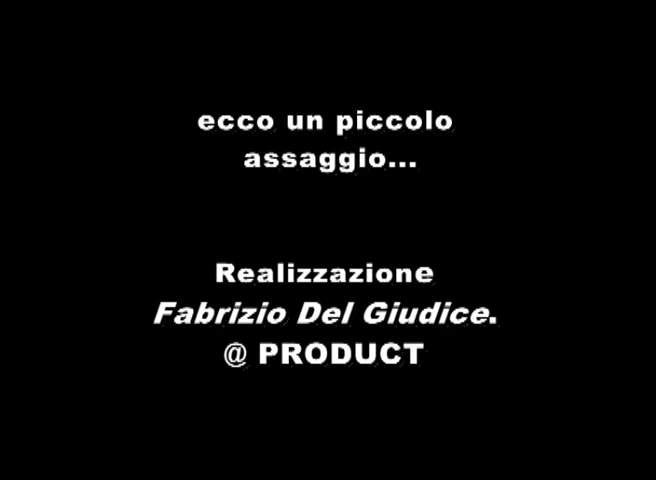 ecco un piccolo
assaggio...
Realizzazione
Fabrizio Del Giudice.
@ PRODUCT